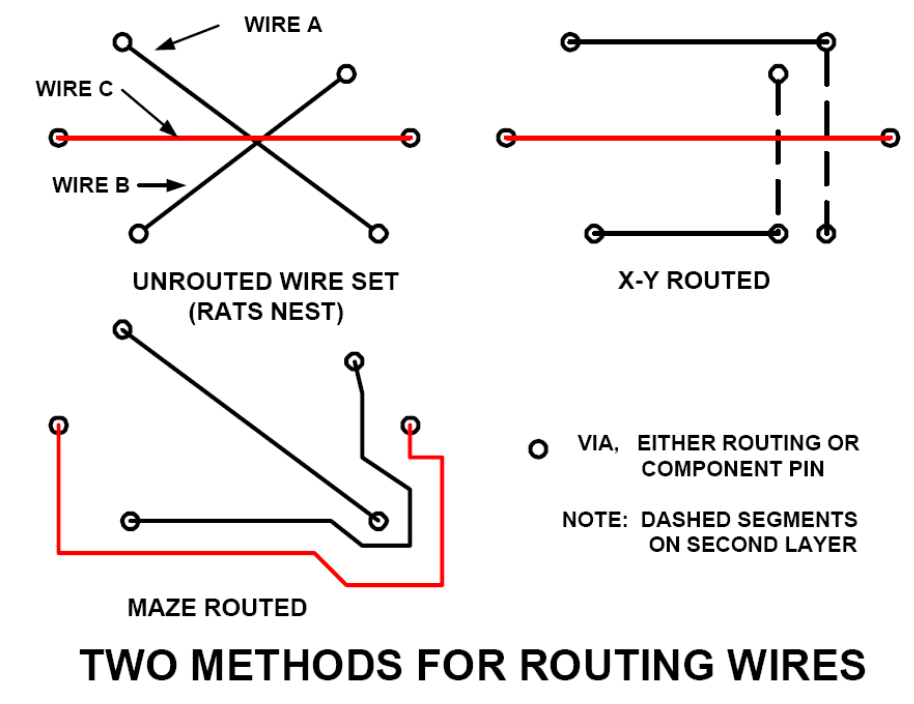 WIRE A
WIRE C
WIRE B
UNROUTED WIRE SET
(RATS NEST)
X-Y ROUTED
VIA, EITHER ROUTING OR
COMPONENT PIN
NOTE: DASHED SEGMENTS
ON SECOND LAYER
MAZE ROUTED
TWO METHODS FOR ROUTING WIRES